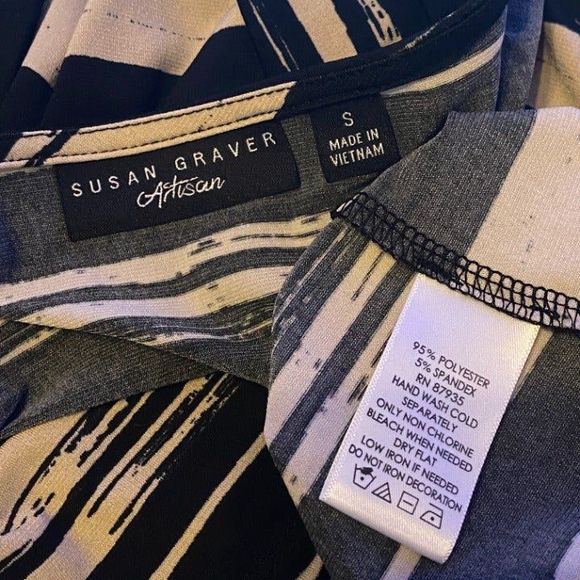 SUSAN GRAVER
Artisan
S
MADE IN
VIETNAM
95% POLYESTER
5% SPANDEX
RN 87935
HAND WASH COLD
SEPARATELY
ONLY NON CHLORINE
BLEACH WHEN NEEDED
DRY FLAT
LOW IRON IF NEEDED
DO NOT IRON DECORATION